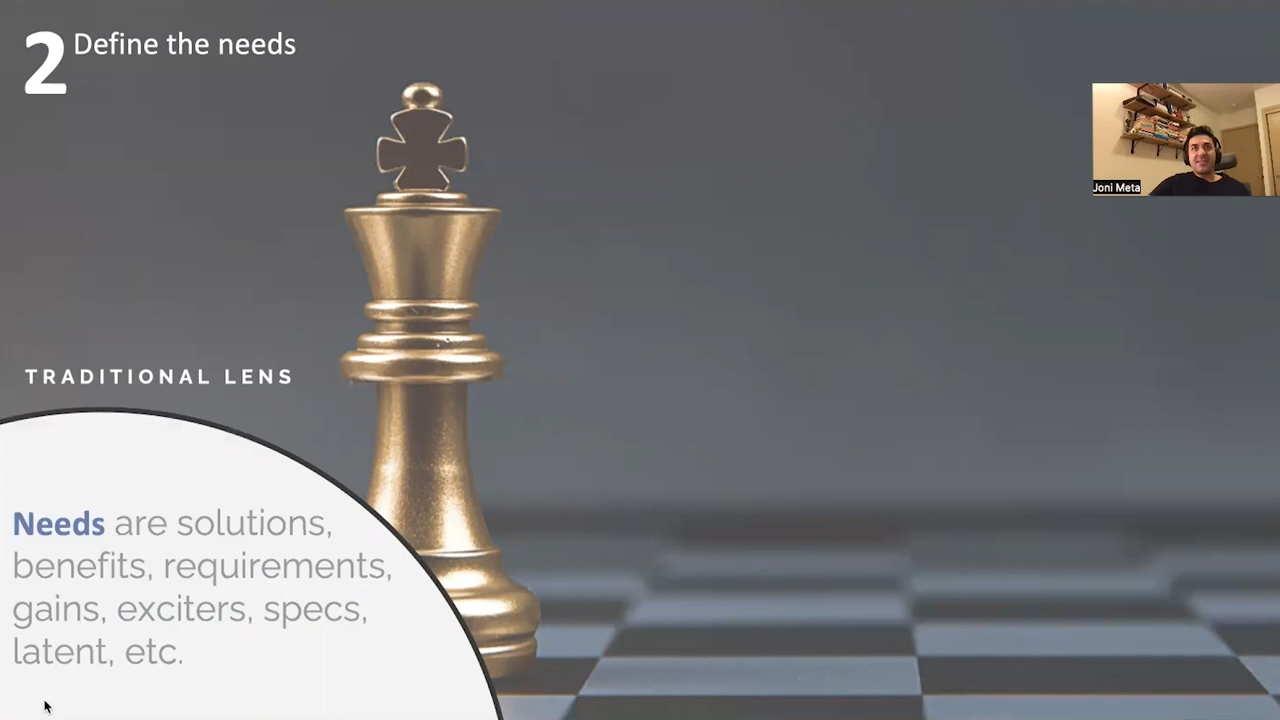 2 Define the needs
Joni Meta
TRADITIONAL LENS
Needs are solutions,
benefits, requirements,
gains, exciters, specs,
latent, etc.